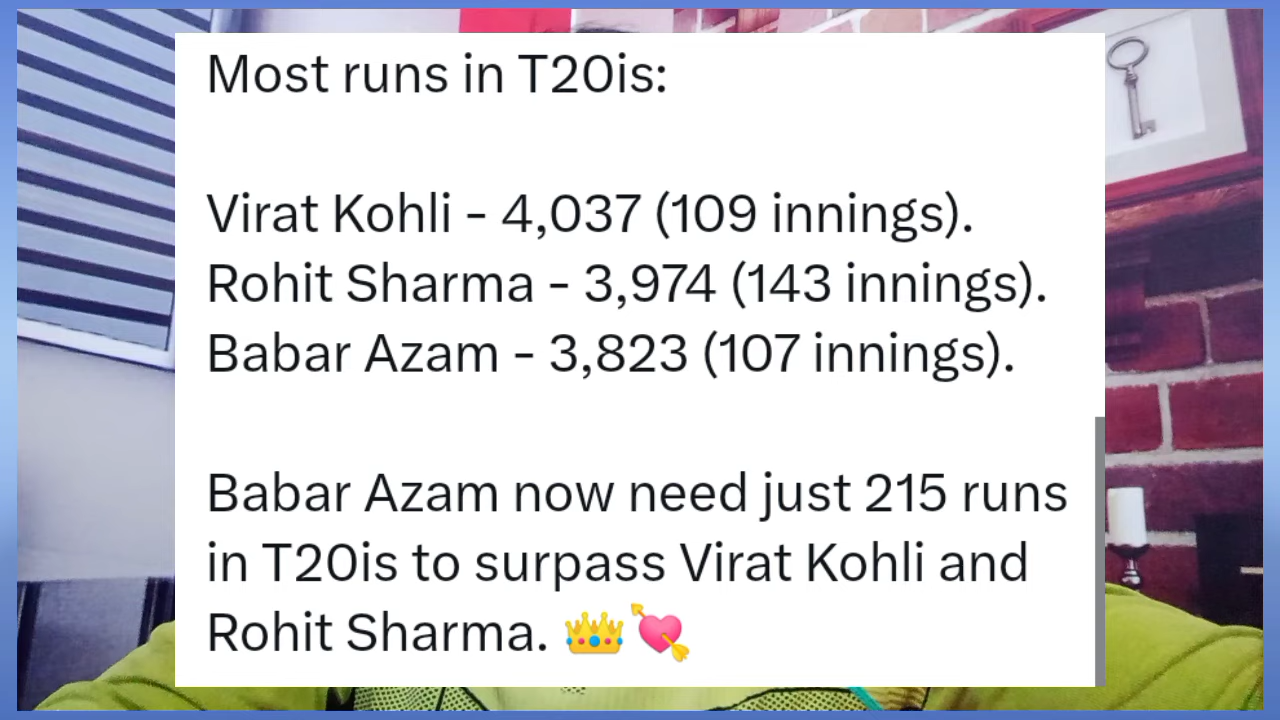 Most runs in T20is:
Virat Kohli - 4,037 (109 innings).
Rohit Sharma - 3,974 (143 innings).
Babar Azam - 3,823 (107 innings).
Babar Azam now need just 215 runs
in T20is to surpass Virat Kohli and
Rohit Sharma. 👑💘